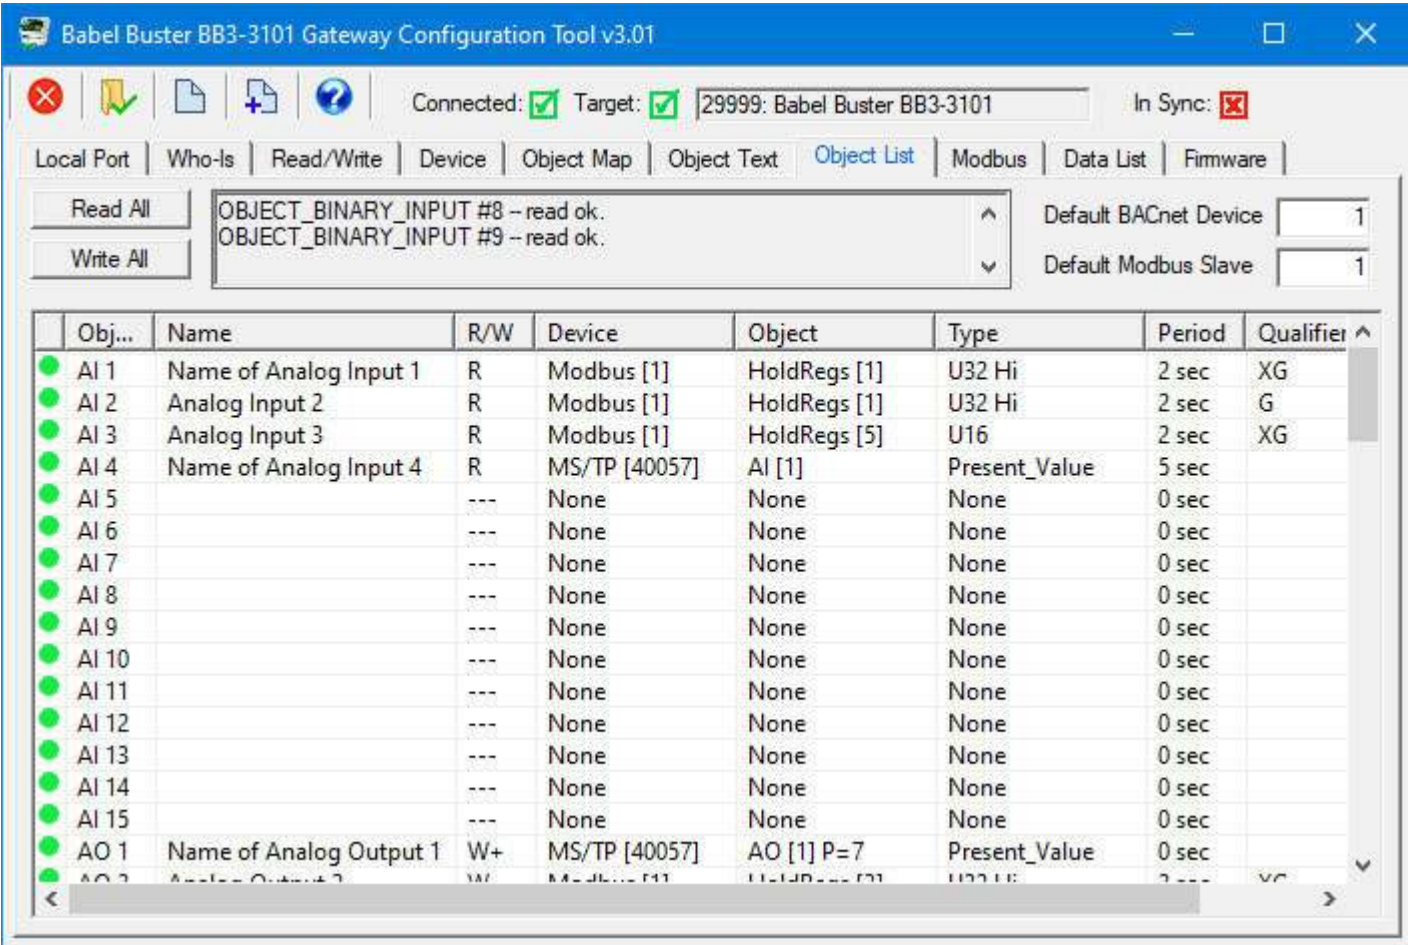 Babel Buster BB3-3101 Gateway Configuration Tool v3.01
Connected: Target: 29999: Babel Buster BB3-3101 In Sync:
Local Port Who-Is Read/Write Device Object Map Object Text Object List Modbus Data List Firmware
Read All
Write All
OBJECT_BINARY_INPUT #8 -- read ok.
OBJECT_BINARY_INPUT #9 -- read ok.
Default BACnet Device 1
Default Modbus Slave 1
Obj... Name R/W Device Object Type Period Qualifier
AI 1 Name of Analog Input 1 R Modbus [1] HoldRegs [1] U32 Hi 2 sec XG
AI 2 Analog Input 2 R Modbus [1] HoldRegs [1] U32 Hi 2 sec G
AI 3 Analog Input 3 R Modbus [1] HoldRegs [5] U16 2 sec XG
AI 4 Name of Analog Input 4 R MS/TP [40057] AI [1] Present_Value 5 sec
AI 5 --- None None None 0 sec
AI 6 --- None None None 0 sec
AI 7 --- None None None 0 sec
AI 8 --- None None None 0 sec
AI 9 --- None None None 0 sec
AI 10 --- None None None 0 sec
AI 11 --- None None None 0 sec
AI 12 --- None None None 0 sec
AI 13 --- None None None 0 sec
AI 14 --- None None None 0 sec
AI 15 --- None None None 0 sec
AO 1 Name of Analog Output 1 W+ MS/TP [40057] AO [1] P=7 Present_Value 0 sec
AO 2 Analog Output 2 W Modbus [1] HoldRegs U32 Hi